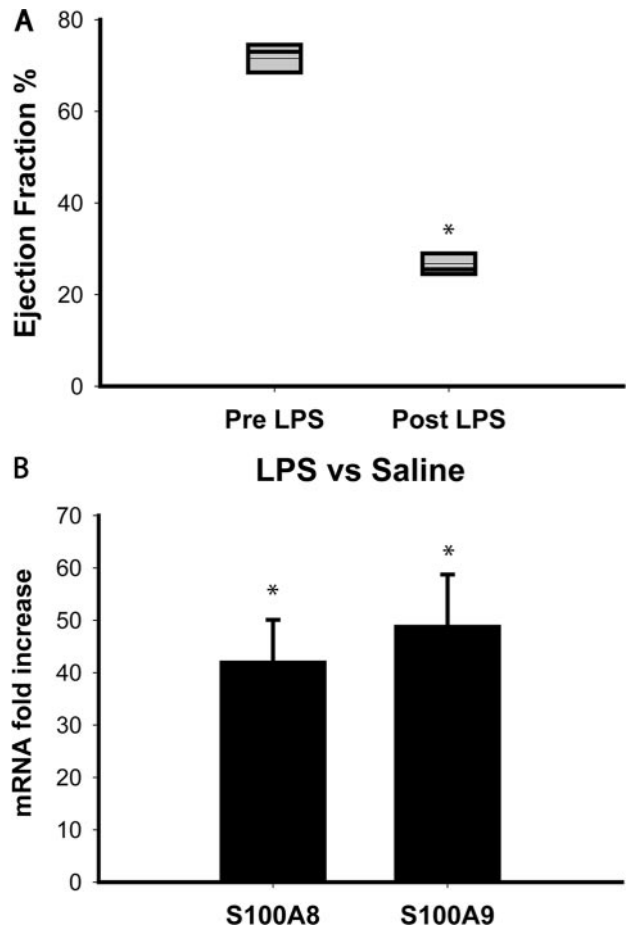 A
Ejection Fraction %
80
60
40
20
0
*
Pre LPS Post LPS
B
LPS vs Saline
mRNA fold increase
70
60
50
40
30
20
10
0
* *
S100A8 S100A9